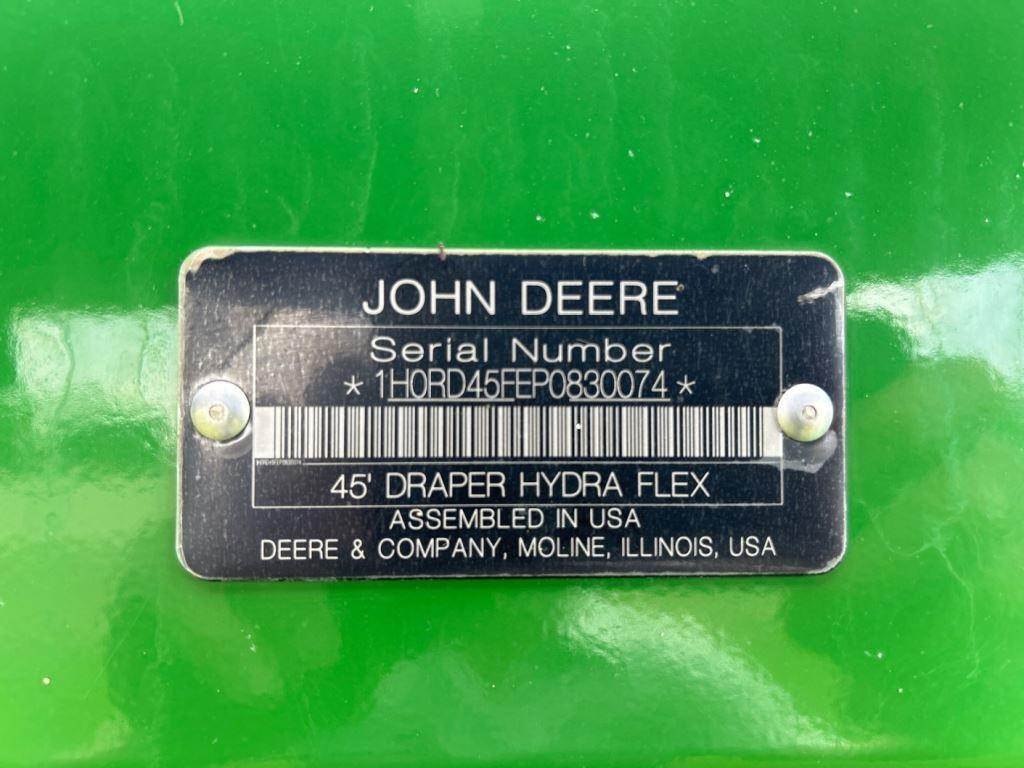 JOHN DEERE
Serial Number
*1H0RD45FEP0830074*
45' DRAPER HYDRA FLEX
ASSEMBLED IN USA
DEERE & COMPANY, MOLINE, ILLINOIS, USA